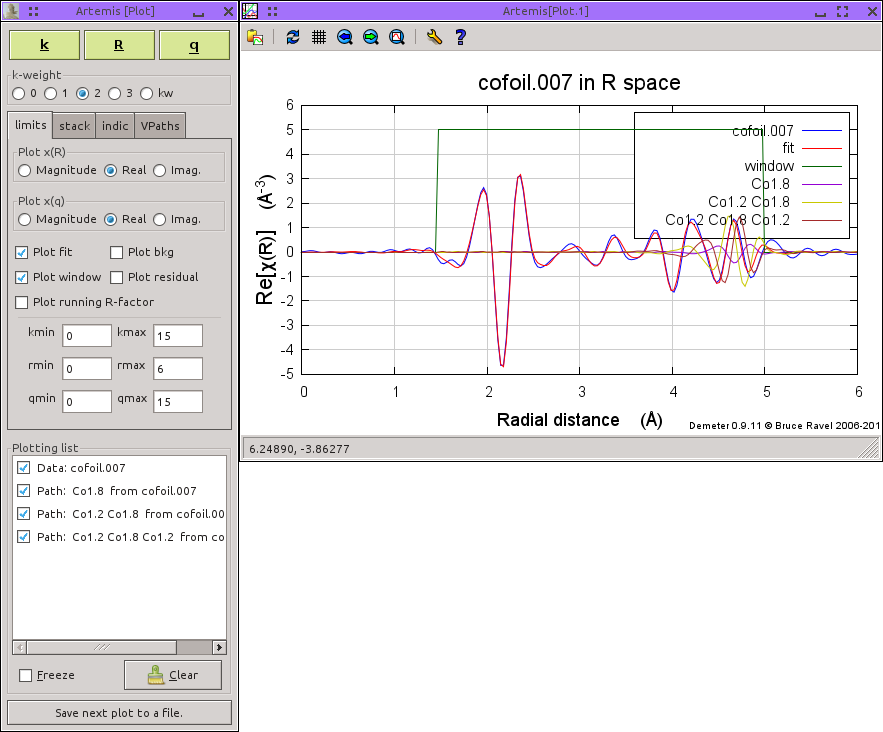 Artemis [Plot]
k R q
k-weight
0 1 2 3 kw
limits stack indic VPaths
Plot χ(R)
Magnitude Real Imag.
Plot χ(q)
Magnitude Real Imag.
Plot fit Plot bkg
Plot window Plot residual
Plot running R-factor
kmin 0 kmax 15
rmin 0 rmax 6
qmin 0 qmax 15
Plotting list
Data: cofoil.007
Path: Co1.8 from cofoil.007
Path: Co1.2 Co1.8 from cofoil.00
Path: Co1.2 Co1.8 Co1.2 from co
Freeze Clear
Save next plot to a file.
Artemis[Plot.1]
cofoil.007 in R space
Re[χ(R)] (Å-3)
6
5
4
3
2
1
0
-1
-2
-3
-4
-5
cofoil.007
fit
window
Co1.8
Co1.2 Co1.8
Co1.2 Co1.8 Co1.2
0 1 2 3 4 5 6
Radial distance (Å)
Demeter 0.9.11 © Bruce Ravel 2006-201
6.24890, -3.86277